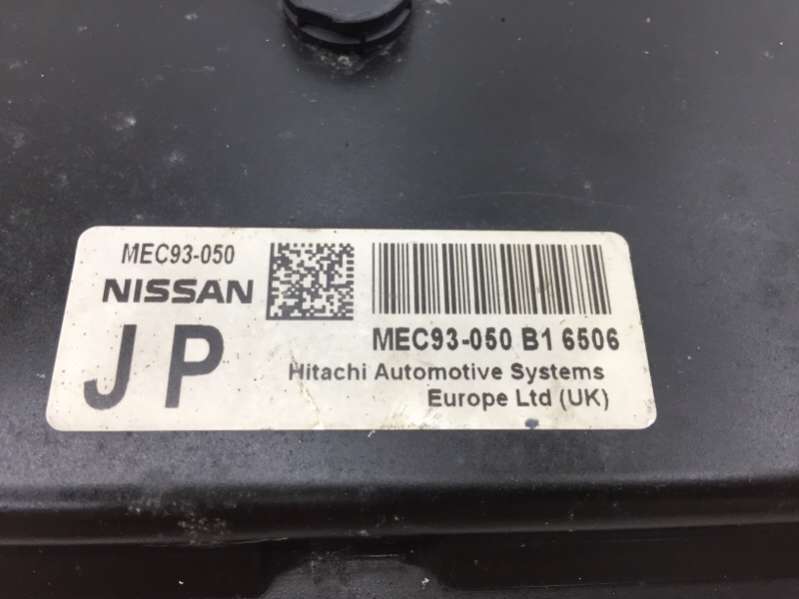 MEC93-050
NISSAN
JP
MEC93-050 B1 6506
Hitachi Automotive Systems
Europe Ltd (UK)